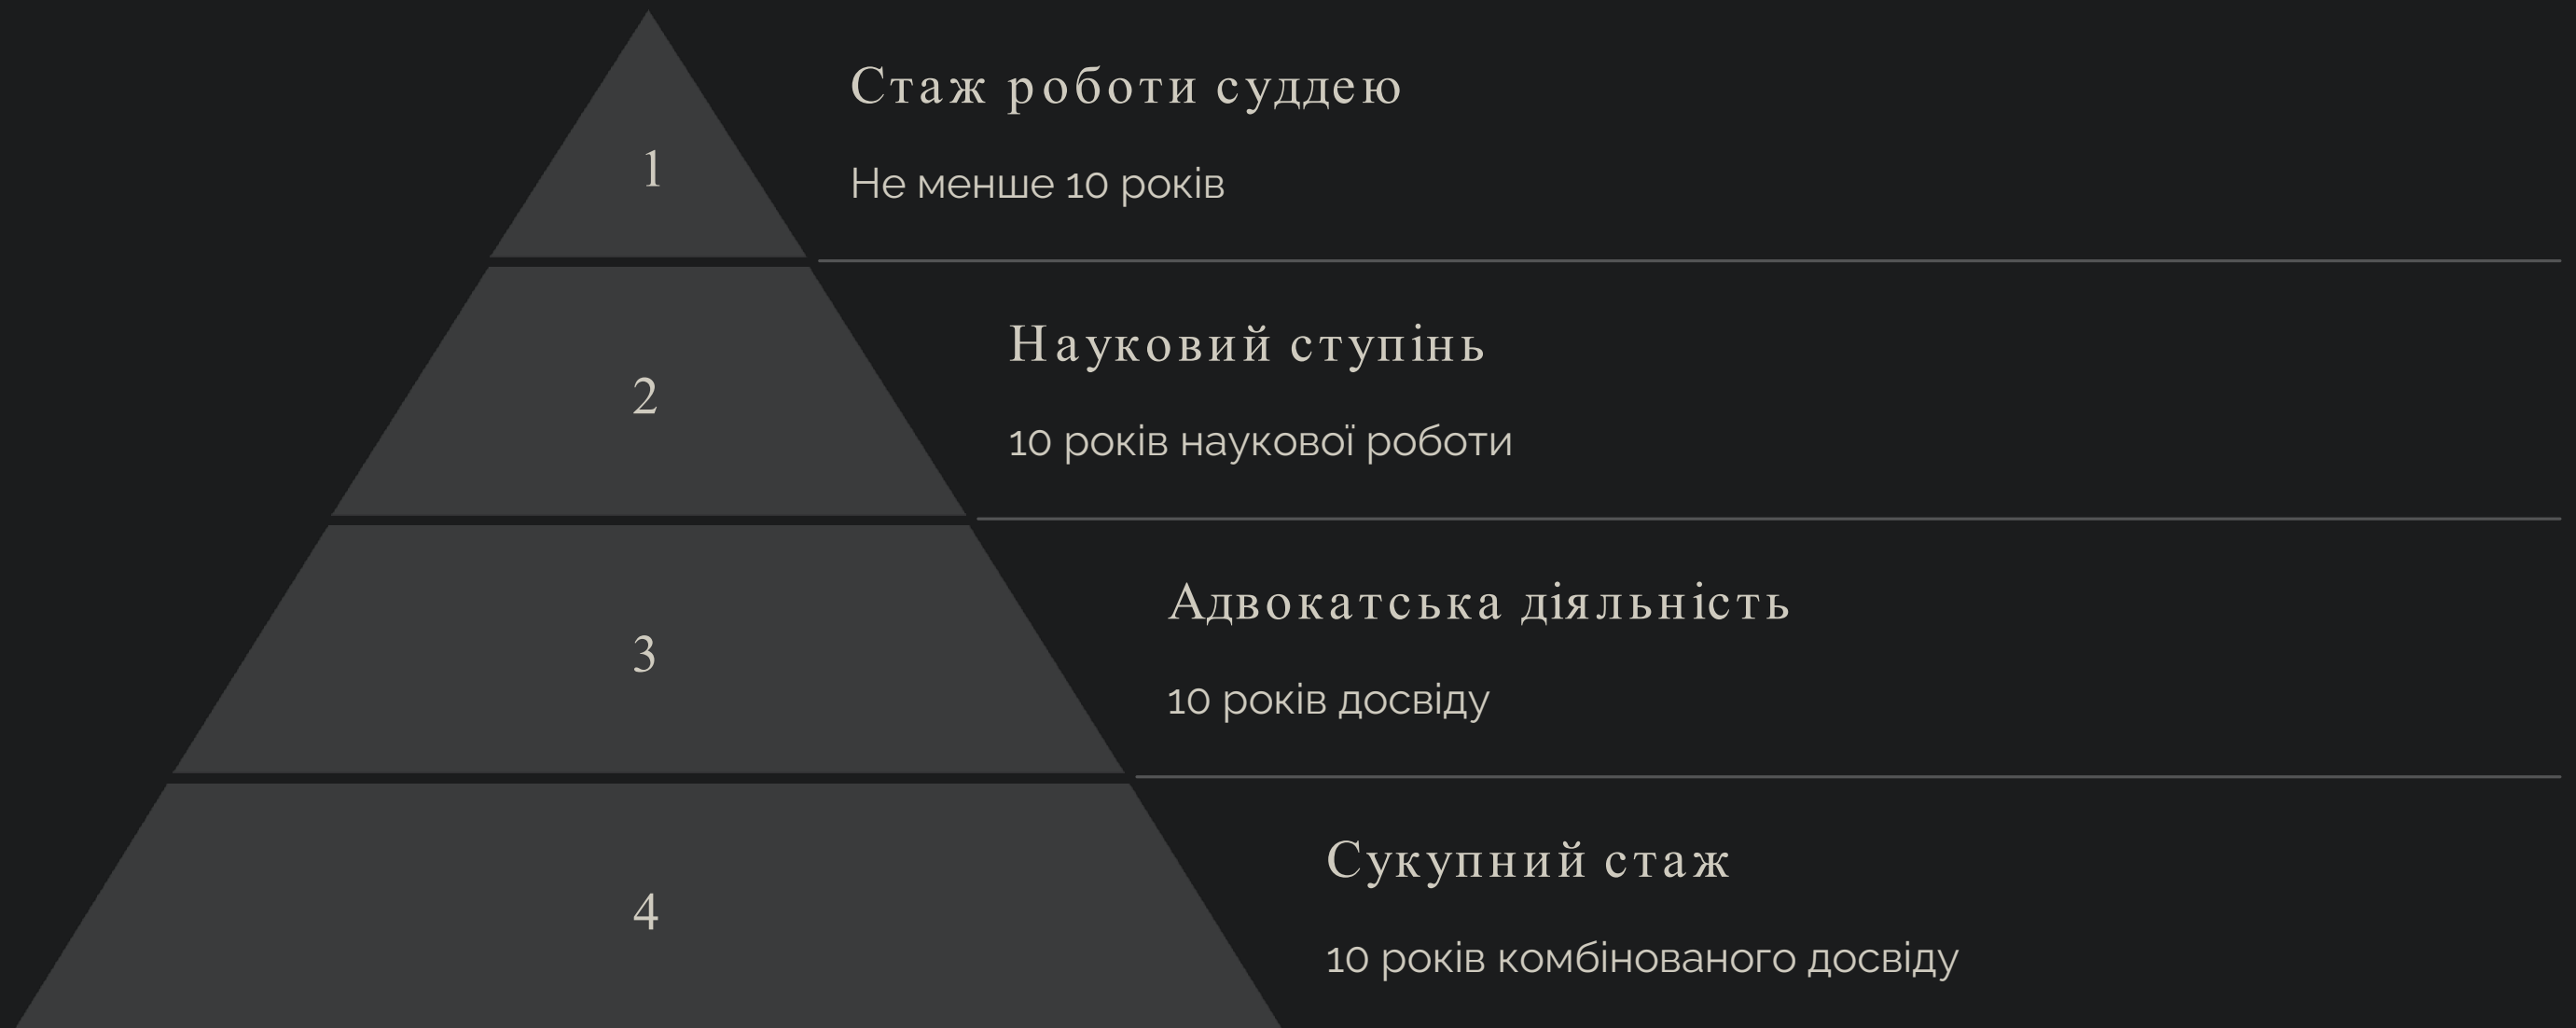 1
Стаж роботи суддею
Не менше 10 років
2
Науковий ступінь
10 років наукової роботи
3
Адвокатська діяльність
10 років досвіду
4
Сукупний стаж
10 років комбінованого досвіду